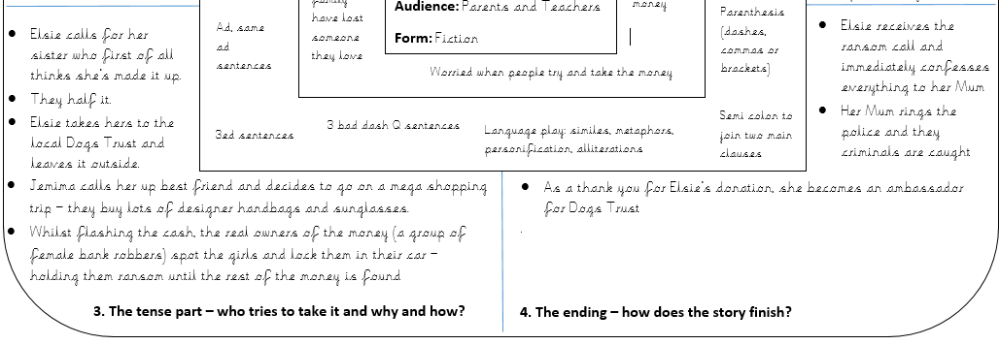 Elsie calls for her
sister who first of all
thinks she's made it up.
They half it.
Elsie takes hers to the
local Dogs Trust and
leaves it outside.
Jemima calls her up best friend and decides to go on a mega shopping
trip – they buy lots of designer handbags and sunglasses.
Whilst flashing the cash, the real owners of the money (a group of
female bank robbers) spot the girls and lock them in their car –
holding them ransom until the rest of the money is found
3. The tense part – who tries to take it and why and how?
Ad, same
ad
sentences
3ed sentences
family
have lost
someone
they love
Audience: Parents and Teachers
Form: Fiction
money
Worried when people try and take the money
3 bad dash Q sentences
Language play: similes, metaphors,
personification, alliterations
Parenthesis
(dashes,
commas or
brackets)
Semi colon to
join two main
clauses
Elsie receives the
ransom call and
immediately confesses
everything to her Mum
Her Mum rings the
police and they
criminals are caught
As a thank you for Elsie's donation, she becomes an ambassador
for Dogs Trust
4. The ending – how does the story finish?